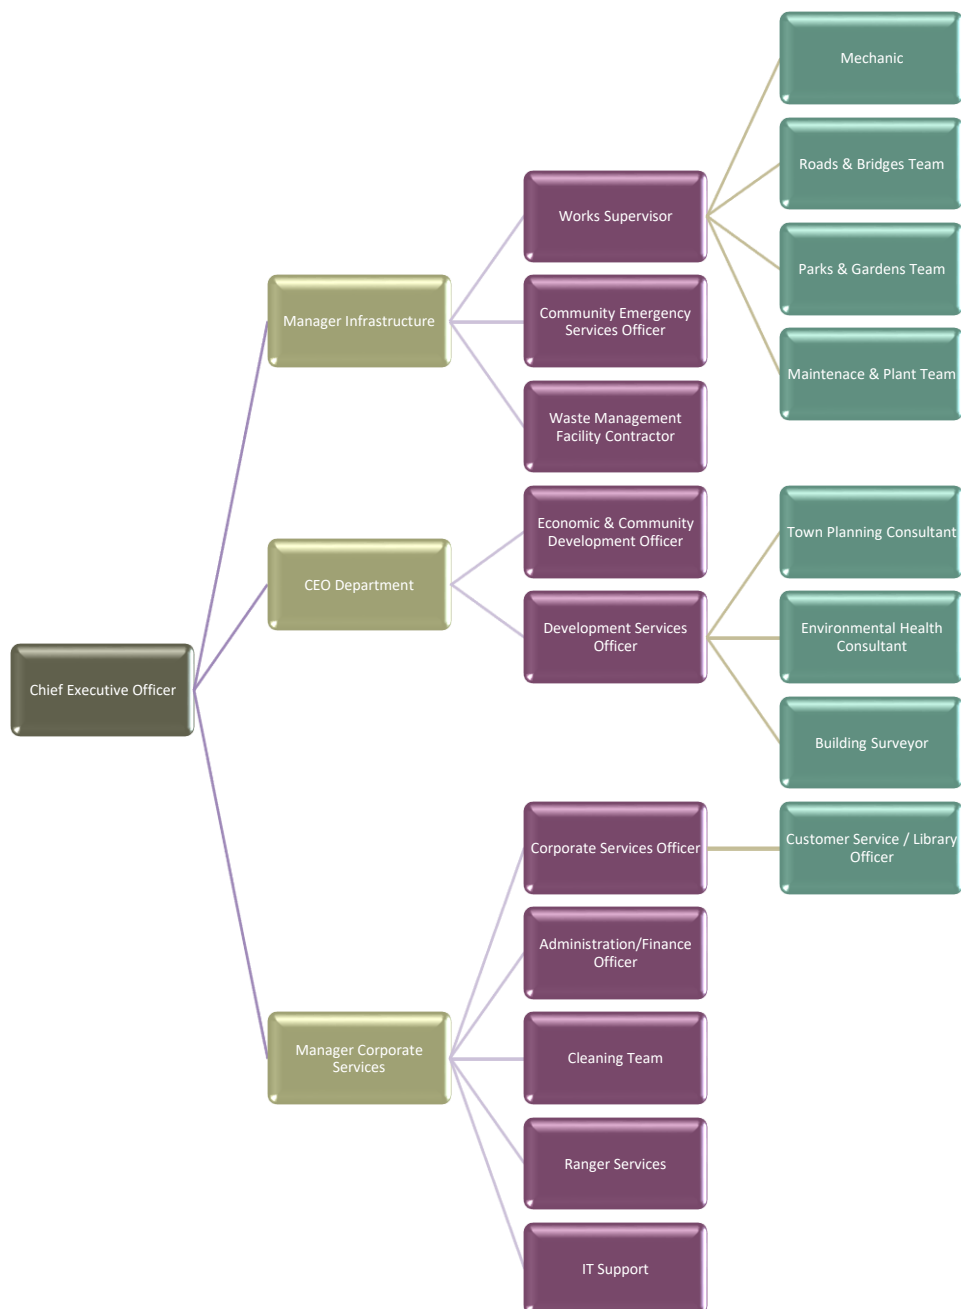 Chief Executive Officer
Manager Infrastructure
Works Supervisor
Mechanic
Roads & Bridges Team
Parks & Gardens Team
Maintenace & Plant Team
Community Emergency
Services Officer
Waste Management
Facility Contractor
CEO Department
Economic & Community
Development Officer
Development Services
Officer
Town Planning Consultant
Environmental Health
Consultant
Building Surveyor
Manager Corporate
Services
Corporate Services Officer
Customer Service / Library
Officer
Administration/Finance
Officer
Cleaning Team
Ranger Services
IT Support